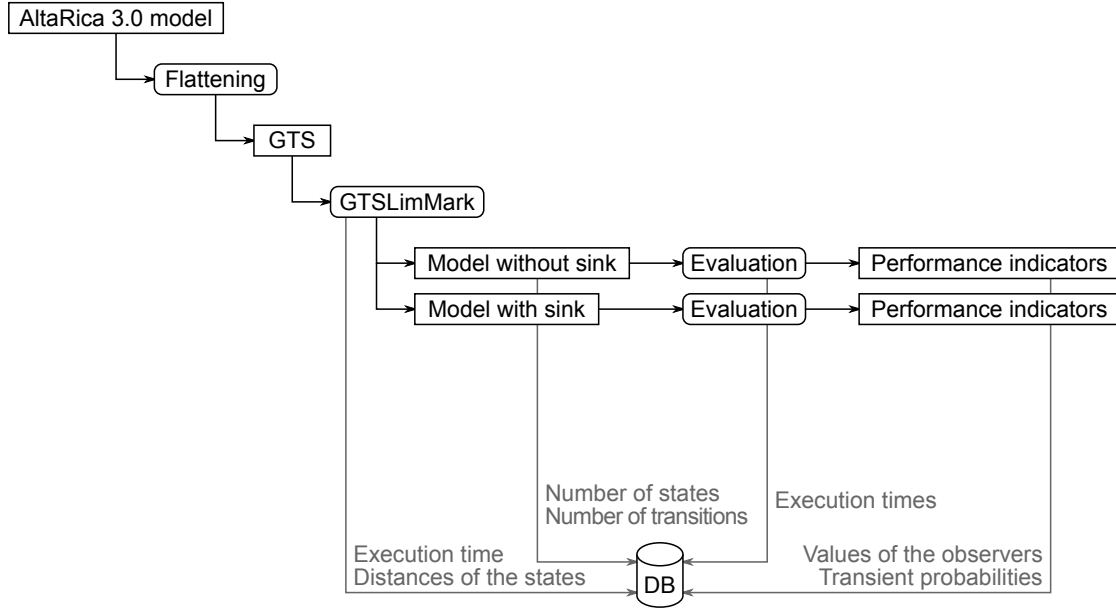 AltaRica 3.0 model
Flattening
GTS
GTSLimMark
Model without sink
Evaluation
Performance indicators
Model with sink
Evaluation
Performance indicators
Number of states
Number of transitions
Execution times
Execution time
Distances of the states
DB
Values of the observers
Transient probabilities